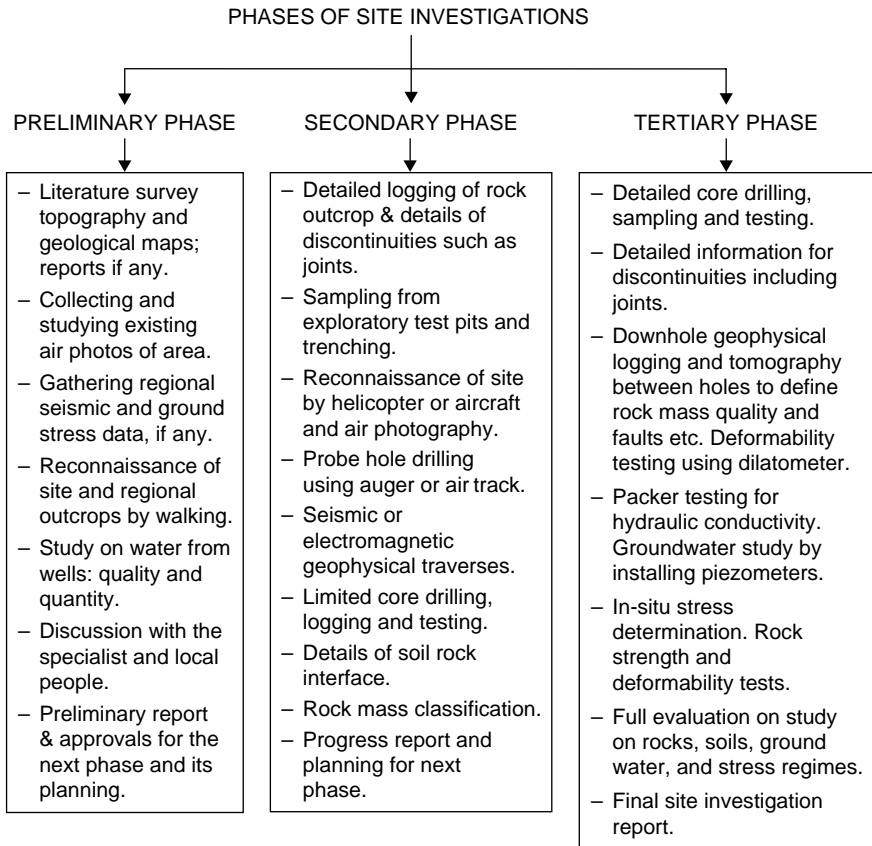 PHASES OF SITE INVESTIGATIONS
PRELIMINARY PHASE
– Literature survey
topography and
geological maps;
reports if any.
– Collecting and
studying existing
air photos of area.
– Gathering regional
seismic and ground
stress data, if any.
– Reconnaissance of
site and regional
outcrops by walking.
– Study on water from
wells: quality and
quantity.
– Discussion with the
specialist and local
people.
– Preliminary report
& approvals for the
next phase and its
planning.
SECONDARY PHASE
– Detailed logging of rock
outcrop & details of
discontinuities such as
joints.
– Sampling from
exploratory test pits and
trenching.
– Reconnaissance of site
by helicopter or aircraft
and air photography.
– Probe hole drilling
using auger or air track.
– Seismic or
electromagnetic
geophysical traverses.
– Limited core drilling,
logging and testing.
– Details of soil rock
interface.
– Rock mass classification.
– Progress report and
planning for next
phase.
TERTIARY PHASE
– Detailed core drilling,
sampling and testing.
– Detailed information for
discontinuities including
joints.
– Downhole geophysical
logging and tomography
between holes to define
rock mass quality and
faults etc. Deformability
testing using dilatometer.
– Packer testing for
hydraulic conductivity.
Groundwater study by
installing piezometers.
– In-situ stress
determination. Rock
strength and
deformability tests.
– Full evaluation on study
on rocks, soils, ground
water, and stress regimes.
– Final site investigation
report.